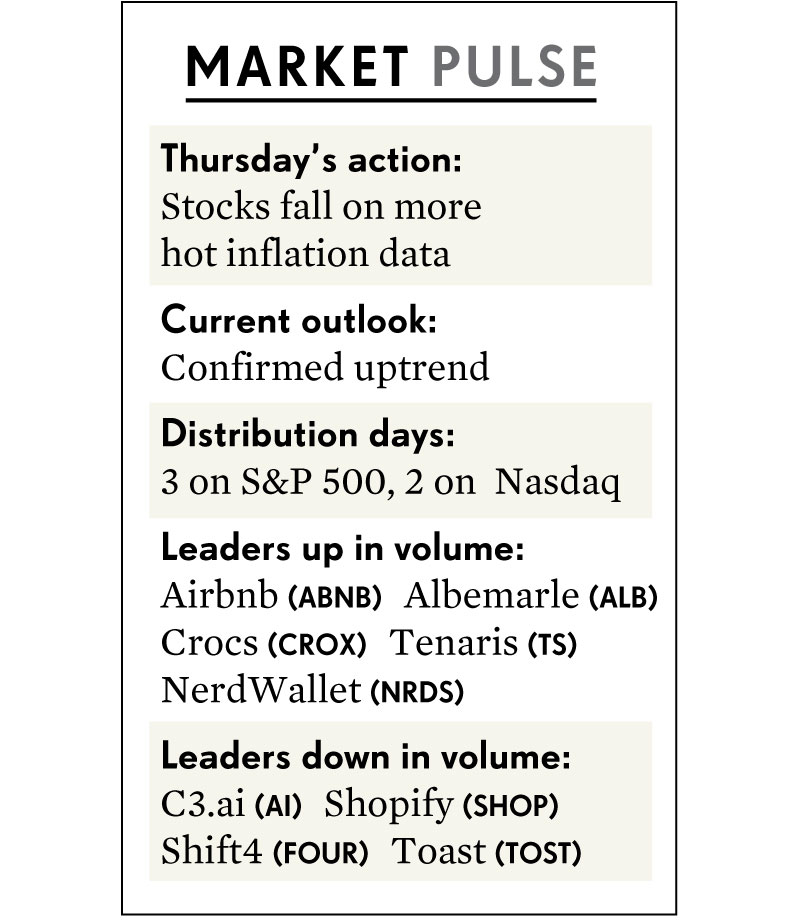 MARKET PULSE
Thursday's action:
Stocks fall on more
hot inflation data
Current outlook:
Confirmed uptrend
Distribution days:
3 on S&P 500, 2 on Nasdaq
Leaders up in volume:
Airbnb (ABNB) Albemarle (ALB)
Crocs (CROX) Tenaris (TS)
NerdWallet (NRDS)
Leaders down in volume:
C3.ai (AI) Shopify (SHOP)
Shift4 (FOUR) Toast (TOST)